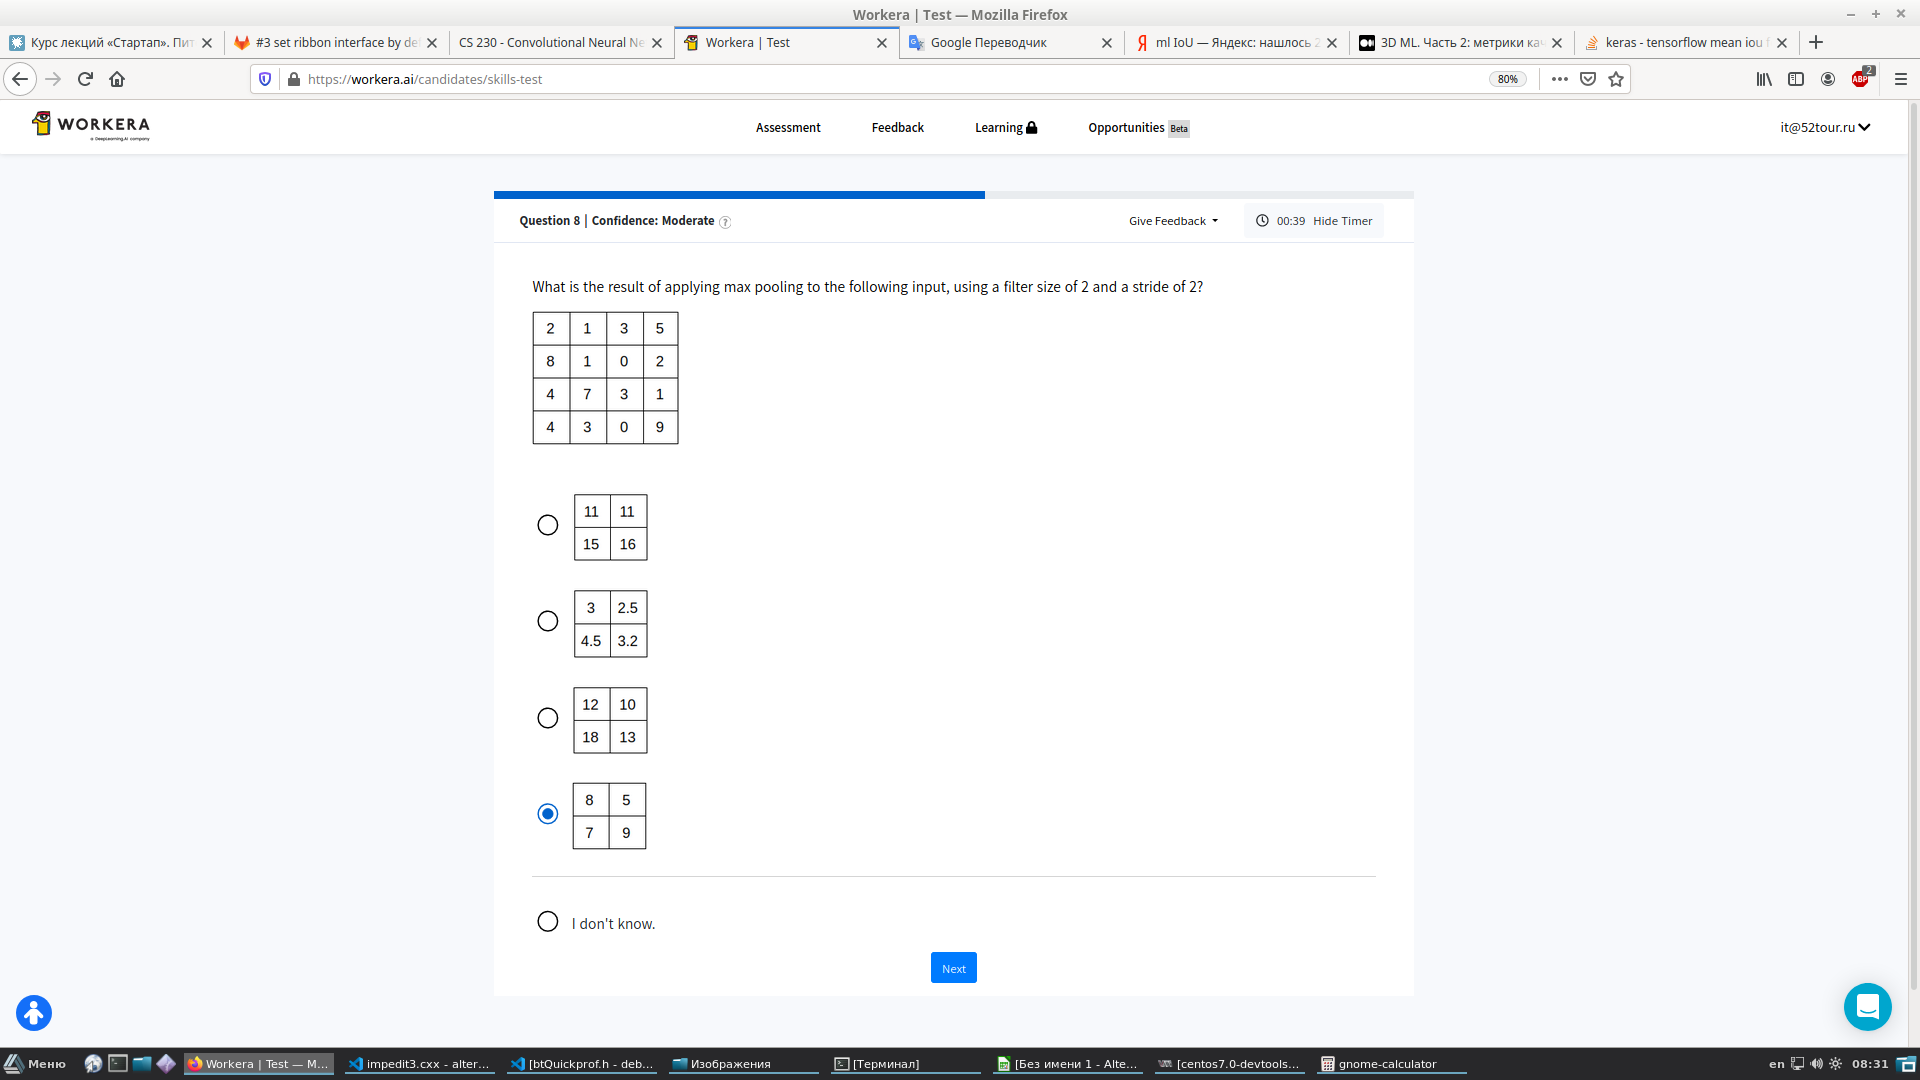 Workera | Test — Mozilla Firefox
Курс лекций «Стартап». Пит
#3 set ribbon interface by de
CS 230 - Convolutional Neural Ne
Workera | Test
Google Переводчик
ml IoU — Яндекс: нашлось 2
3D ML. Часть 2: метрики кач
keras - tensorflow mean iou f
https://workera.ai/candidates/skills-test
80%
ABP
2
WORKERA
a DeepLearning.AI company
Assessment
Feedback
Learning
Opportunities Beta
it@52tour.ru
Question 8 | Confidence: Moderate ?
Give Feedback
00:39 Hide Timer
What is the result of applying max pooling to the following input, using a filter size of 2 and a stride of 2?
2 1 3 5
8 1 0 2
4 7 3 1
4 3 0 9
11 11
15 16
3 2.5
4.5 3.2
12 10
18 13
8 5
7 9
I don't know.
Next
Меню
Workera | Test — M...
impedit3.cxx - alter...
[btQuickprof.h - deb...
Изображения
[Терминал]
[Без имени 1 - Alte...
[centos7.0-devtools...
gnome-calculator
en
08:31